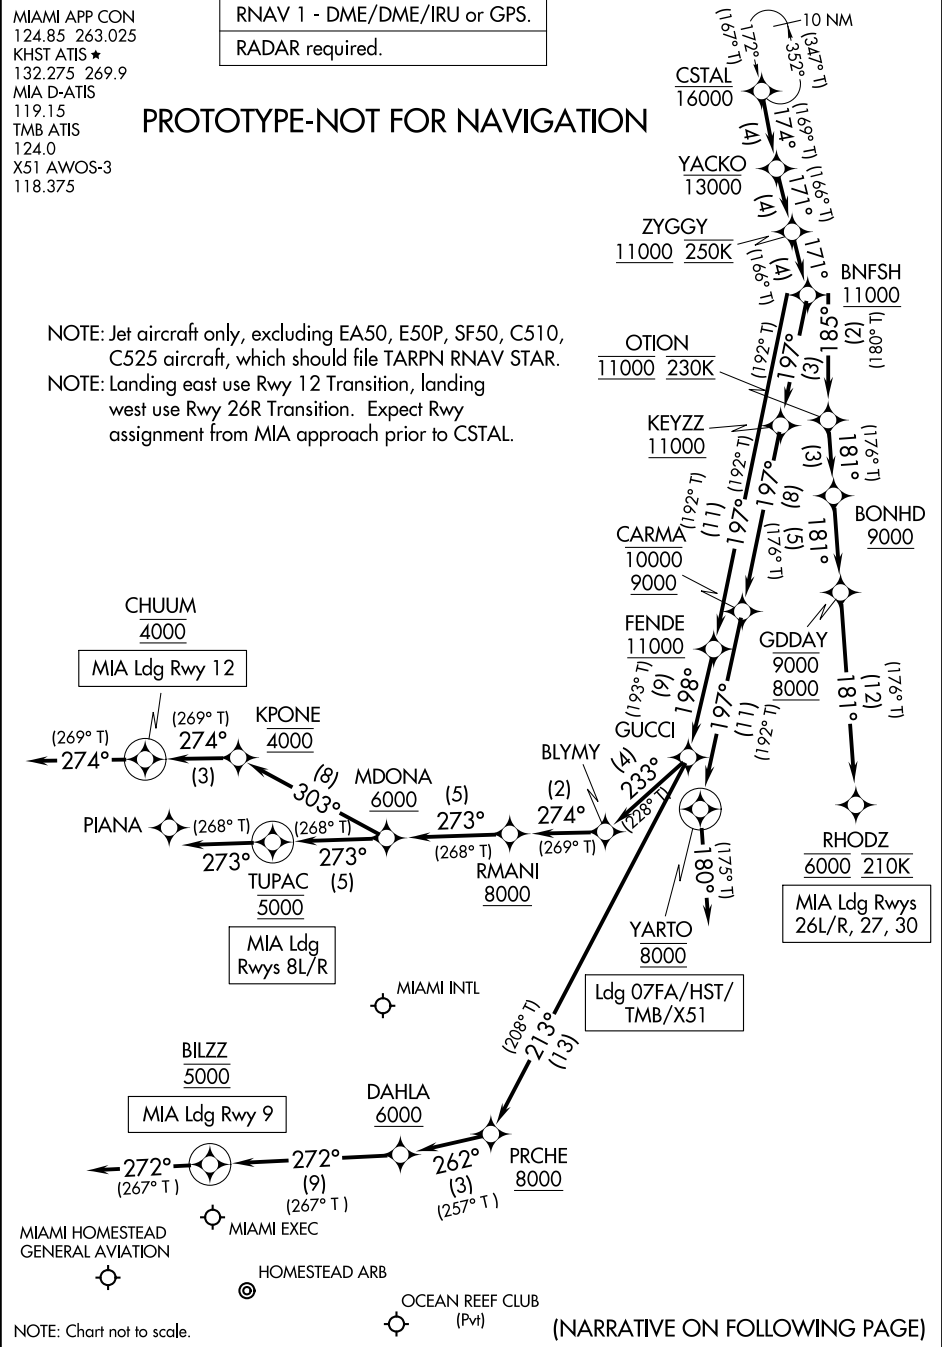 MIAMI APP CON
124.85 263.025
KHST ATIS ★
132.275 269.9
MIA D-ATIS
119.15
TMB ATIS
124.0
X51 AWOS-3
118.375
RNAV 1 - DME/DME/IRU or GPS.
RADAR required.
PROTOTYPE-NOT FOR NAVIGATION
10 NM
172°
(167° T)
352°
(347° T)
CSTAL
16000
174°
(169° T)
(4)
YACKO
13000
171°
(166° T)
(4)
ZYGGY
11000 250K
171°
(4)
(166° T)
BNFSH
11000
NOTE: Jet aircraft only, excluding EA50, E50P, SF50, C510,
C525 aircraft, which should file TARPN RNAV STAR.
NOTE: Landing east use Rwy 12 Transition, landing
west use Rwy 26R Transition. Expect Rwy
assignment from MIA approach prior to CSTAL.
185°
(2)
(180° T)
197°
(3)
(192° T)
OTION
11000 230K
KEYZZ
11000
181°
(3)
(176° T)
BONHD
9000
197°
(8)
(192° T)
197°
(11)
(192° T)
181°
(5)
(176° T)
CARMA
10000
9000
FENDE
11000
GDDAY
9000
8000
181°
(12)
(176° T)
198°
(9)
(193° T)
197°
(11)
(192° T)
CHUUM
4000
MIA Ldg Rwy 12
GUCCI
BLYMY
(269° T)
274°
(269° T)
274°
(3)
KPONE
4000
(8)
303°
MDONA
6000
(5)
273°
(268° T)
(2)
274°
(269° T)
(4)
233°
(228° T)
PIANA
(268° T)
273°
(268° T)
273°
(5)
TUPAC
5000
MIA Ldg
Rwys 8L/R
RMANI
8000
180°
(175° T)
YARTO
8000
Ldg 07FA/HST/
TMB/X51
RHODZ
6000 210K
MIA Ldg Rwys
26L/R, 27, 30
MIAMI INTL
(208° T)
213°
(13)
BILZZ
5000
MIA Ldg Rwy 9
DAHLA
6000
PRCHE
8000
272°
(267° T)
272°
(9)
(267° T)
262°
(3)
(257° T)
MIAMI EXEC
MIAMI HOMESTEAD
GENERAL AVIATION
HOMESTEAD ARB
OCEAN REEF CLUB
(Pvt)
NOTE: Chart not to scale.
(NARRATIVE ON FOLLOWING PAGE)